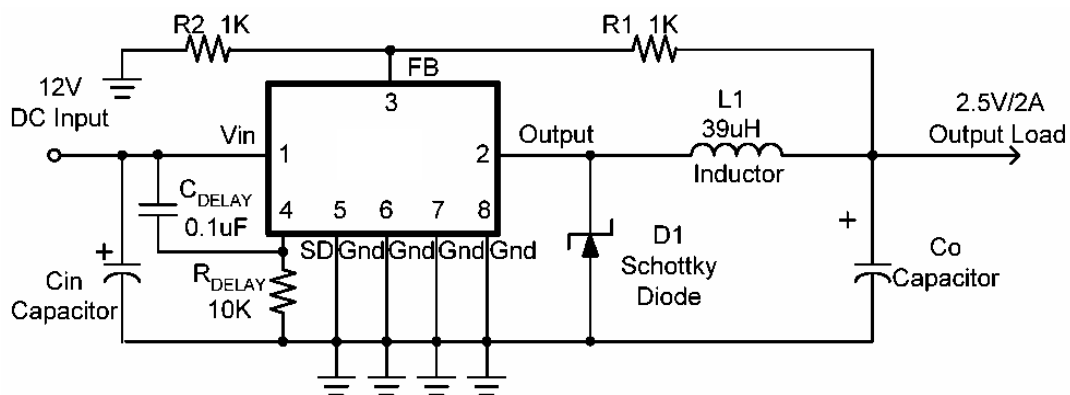 R2 1K
R1 1K
FB
3
12V
DC Input
Vin
1
2
Output
L1
39uH
Inductor
2.5V/2A
Output Load
C DELAY
0.1uF
4 5 6 7 8
SD Gnd Gnd Gnd Gnd
+
Cin
Capacitor
R DELAY
10K
D1
Schottky
Diode
+
Co
Capacitor